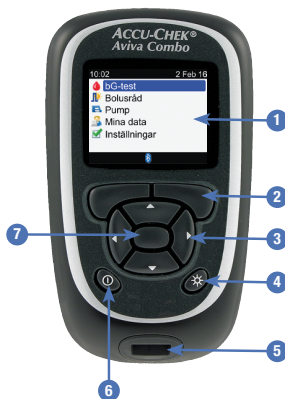 ACCU-CHEK®
Aviva Combo
10:02 2 Feb 16
bG-test
Bolusråd
Pump
Mina data
Inställningar
1
2
7
3
4
5
6